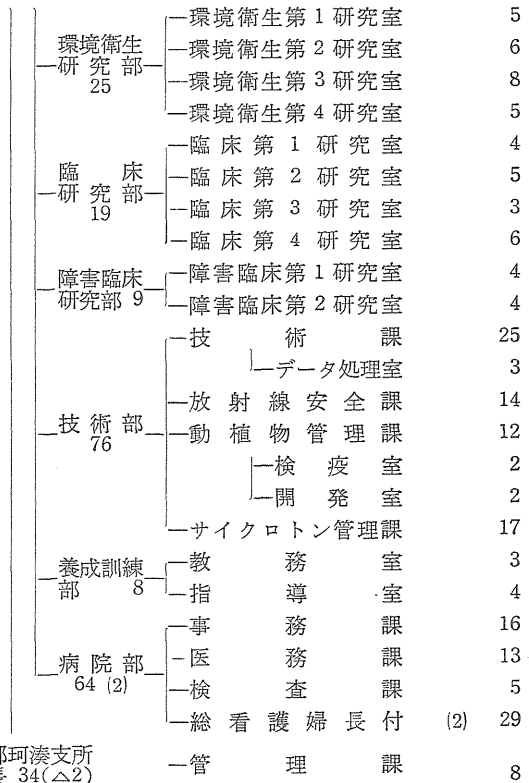 環境衛生
研究部
25
環境衛生第1研究室 5
環境衛生第2研究室 6
環境衛生第3研究室 8
環境衛生第4研究室 5
臨床
研究部
19
臨床第1研究室 4
臨床第2研究室 5
臨床第3研究室 3
臨床第4研究室 6
障害臨床
研究部 9
障害臨床第1研究室 4
障害臨床第2研究室 4
技術部
76
技術課 25
データ処理室 3
放射線安全課 14
動植物管理課 12
検疫室 2
開発室 2
サイクロトン管理課 17
養成訓練
部 8
教務室 3
指導室 4
病院部
64 (2)
事務課 16
医務課 13
検査課 5
総看護婦長付 (2) 29
那珂湊支所
長 34(△2)
管理課 8